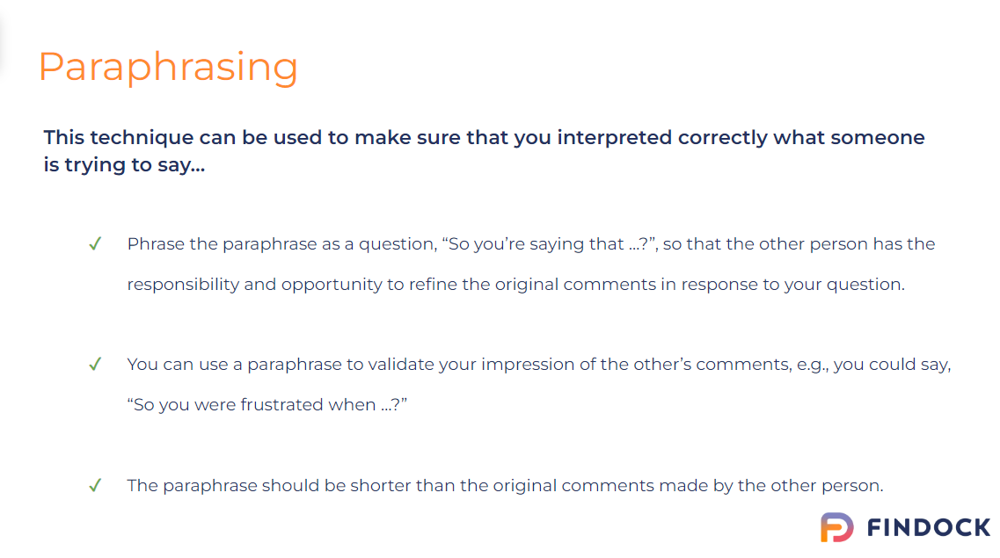 Paraphrasing
This technique can be used to make sure that you interpreted correctly what someone
is trying to say...
✓ Phrase the paraphrase as a question, “So you’re saying that ...?”, so that the other person has the
responsibility and opportunity to refine the original comments in response to your question.
✓ You can use a paraphrase to validate your impression of the other’s comments, e.g., you could say,
“So you were frustrated when ...?”
✓ The paraphrase should be shorter than the original comments made by the other person.
FINDOCK